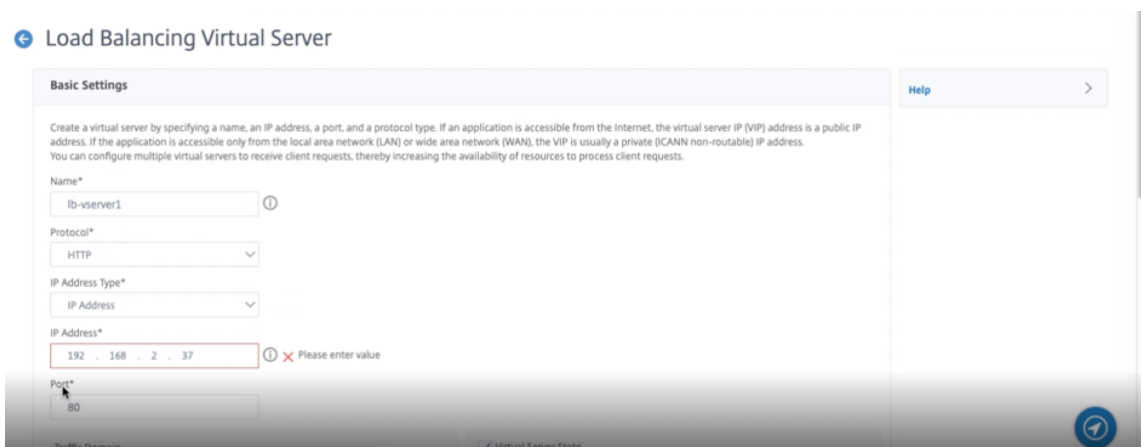 Load Balancing Virtual Server
Basic Settings
Help
Create a virtual server by specifying a name, an IP address, a port, and a protocol type. If an application is accessible from the Internet, the virtual server IP (VIP) address is a public IP
address. If the application is accessible only from the local area network (LAN) or wide area network (WAN), the VIP is usually a private (ICANN non-routable) IP address.
You can configure multiple virtual servers to receive client requests, thereby increasing the availability of resources to process client requests.
Name*
lb-vserver1
Protocol*
HTTP
IP Address Type*
IP Address
IP Address*
192 . 168 . 2 . 37
Please enter value
Port*
80
Traffic Domain
Virtual Server State